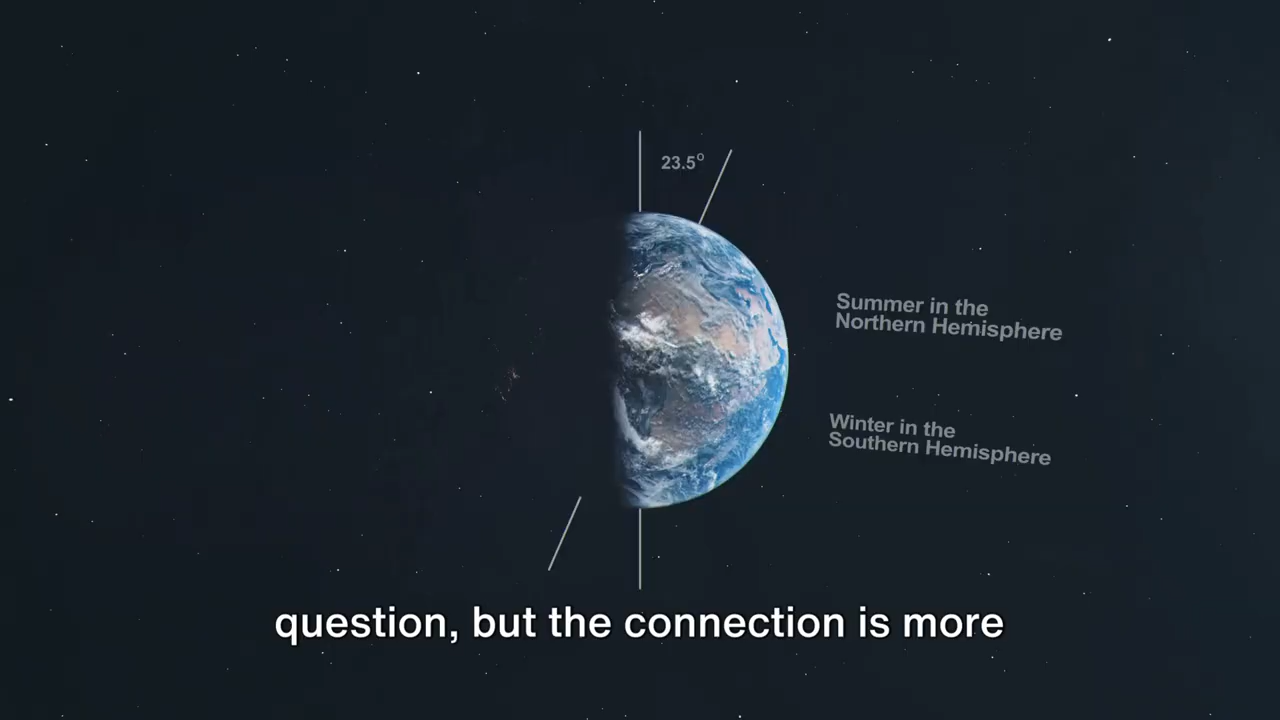 23.5°
Summer in the
Northern Hemisphere
Winter in the
Southern Hemisphere
question, but the connection is more